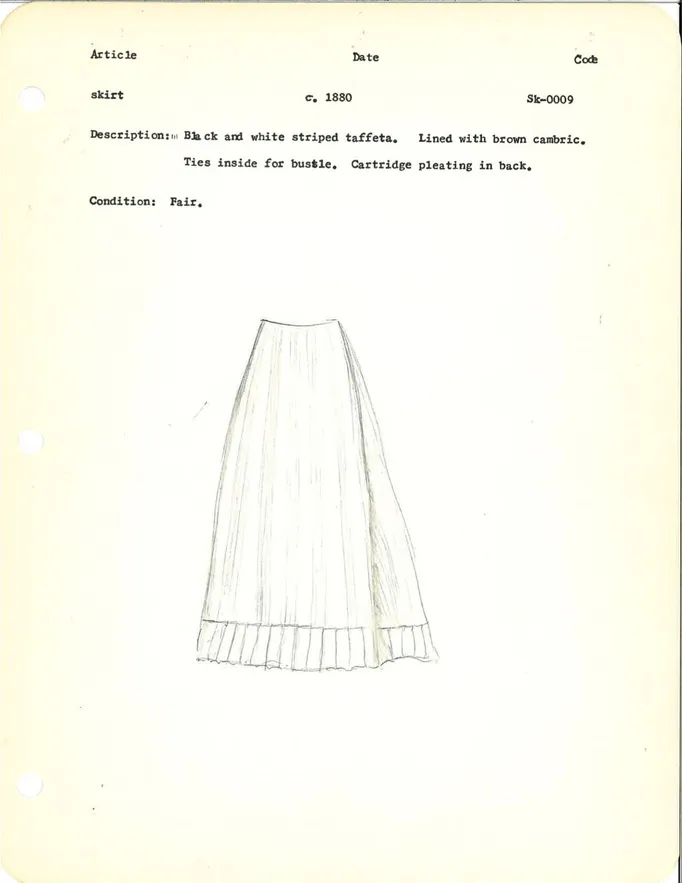 Article Date Code
skirt c. 1880 Sk-0009
Description: Black and white striped taffeta. Lined with brown cambric.
Ties inside for bustle. Cartridge pleating in back.
Condition: Fair.